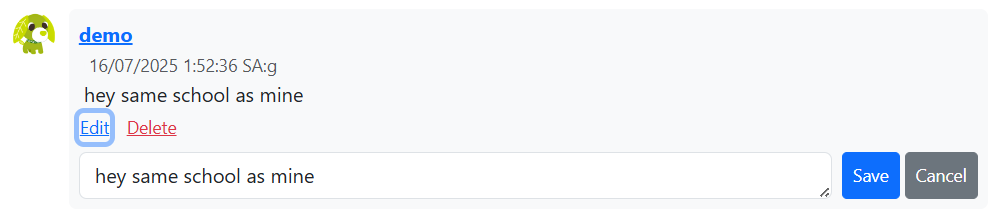 demo
16/07/2025 1:52:36 SA:g
hey same school as mine
Edit Delete
hey same school as mine Save Cancel